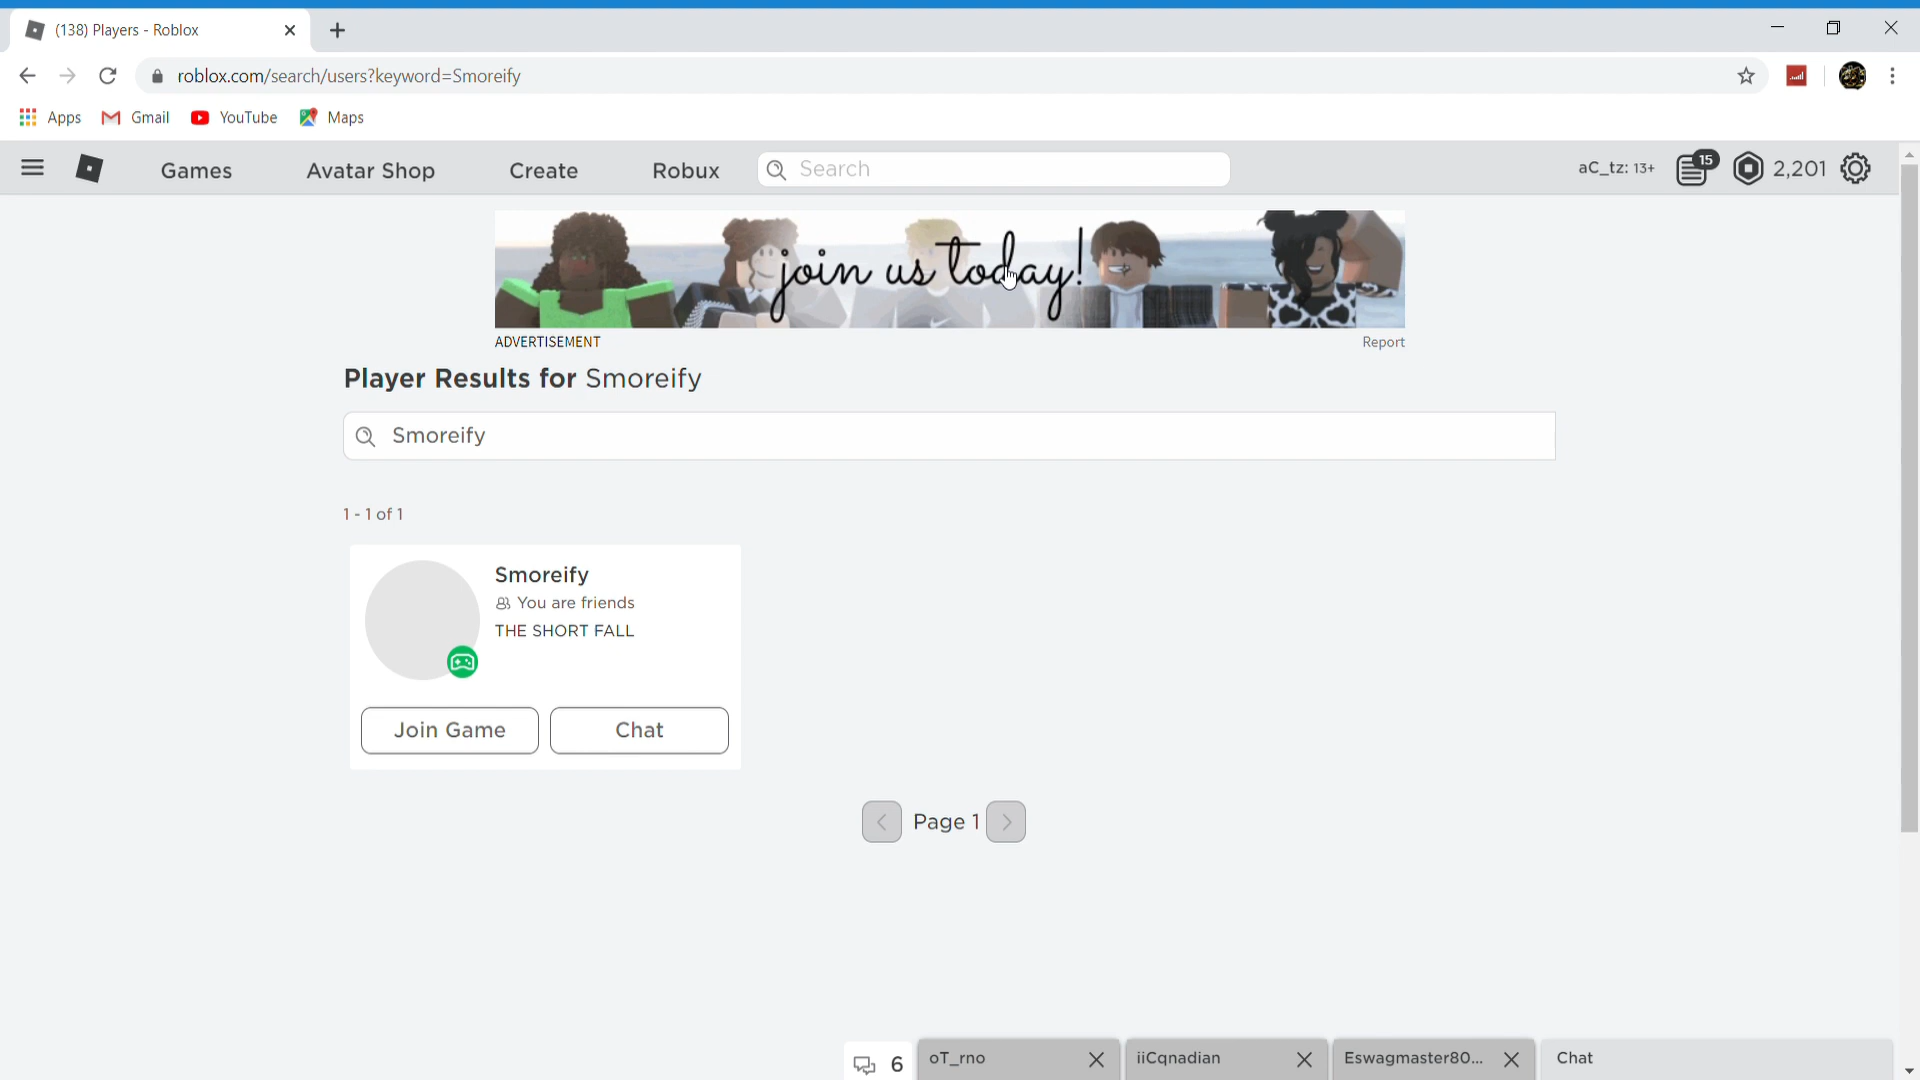 (138) Players - Roblox
roblox.com/search/users?keyword=Smoreify
Apps Gmail YouTube Maps
Games Avatar Shop Create Robux Search aC_tz: 13+ 15 2,201
join us today!
ADVERTISEMENT Report
Player Results for Smoreify
Smoreify
1 - 1 of 1
Smoreify
You are friends
THE SHORT FALL
Join Game Chat
Page 1
6 oT_rno iiCqnadian Eswagmaster80... Chat